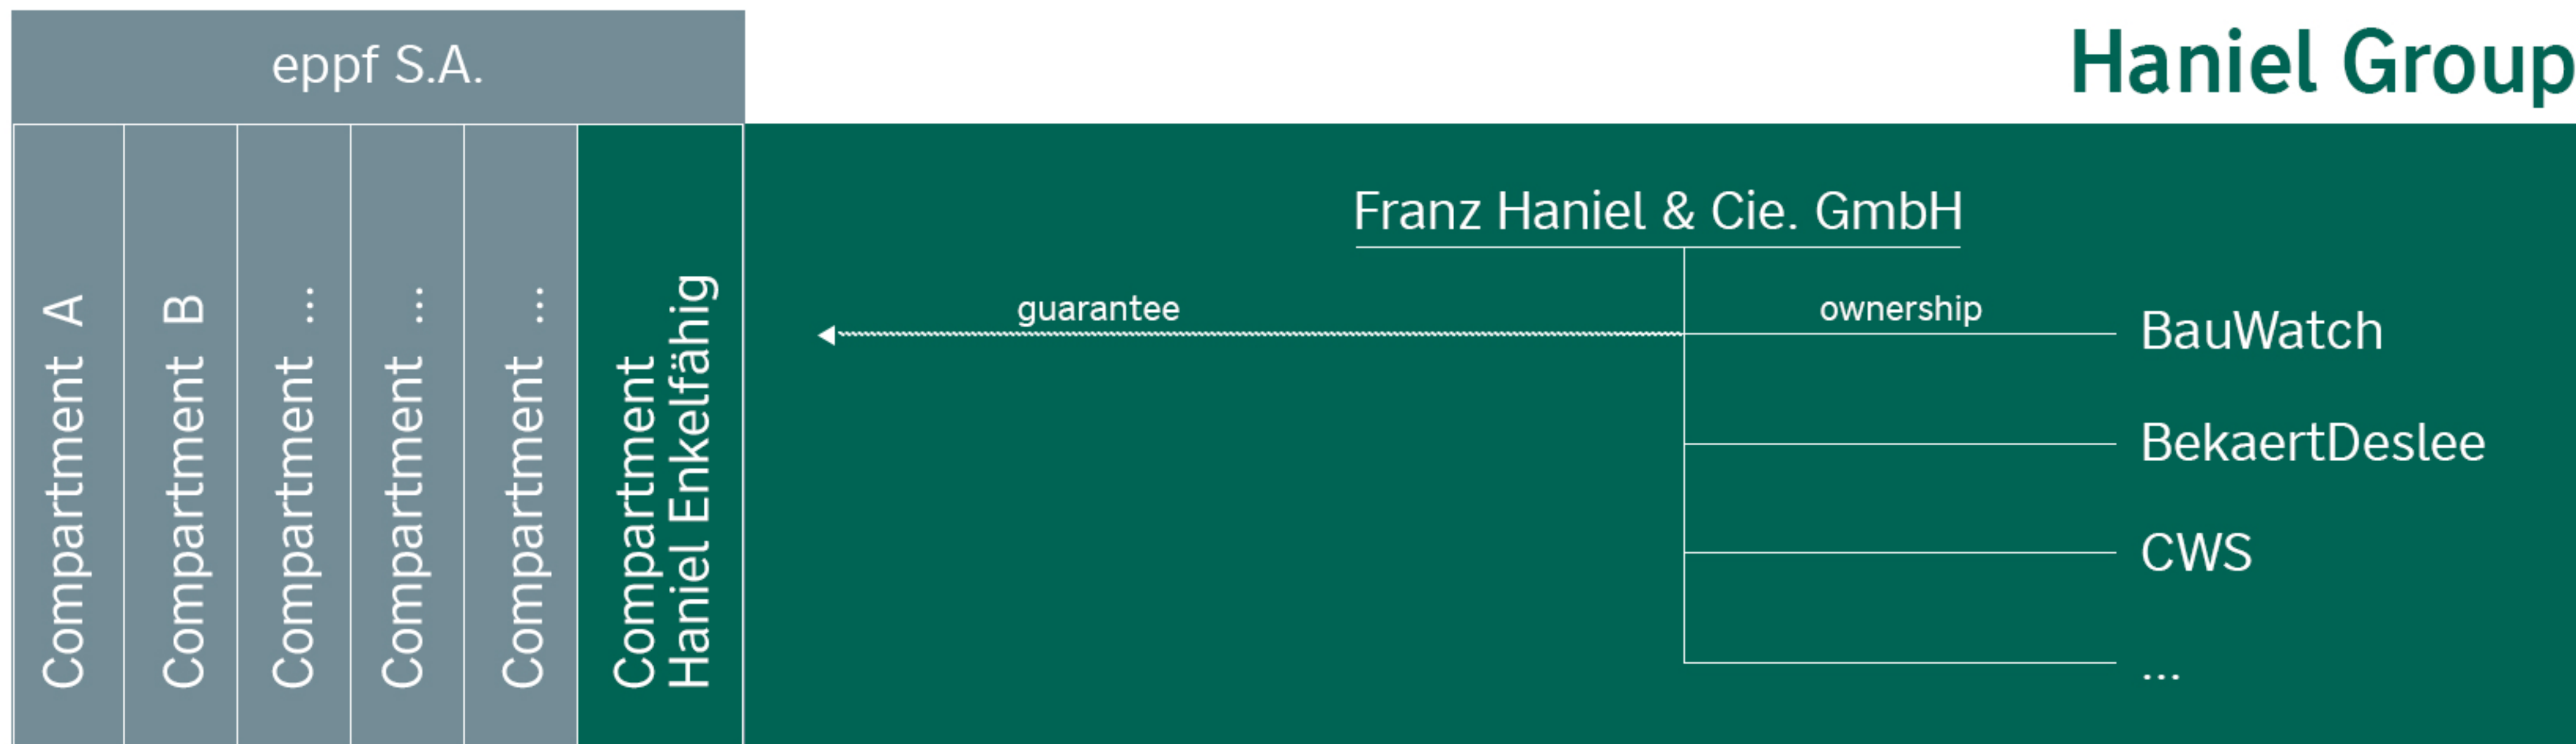 eppf S.A.
Haniel Group
Compartment A
Compartment B
Compartment ...
Compartment ...
Compartment ...
Compartment
Haniel Enkelfähig
Franz Haniel & Cie. GmbH
guarantee
ownership
BauWatch
BekaertDeslee
CWS
...